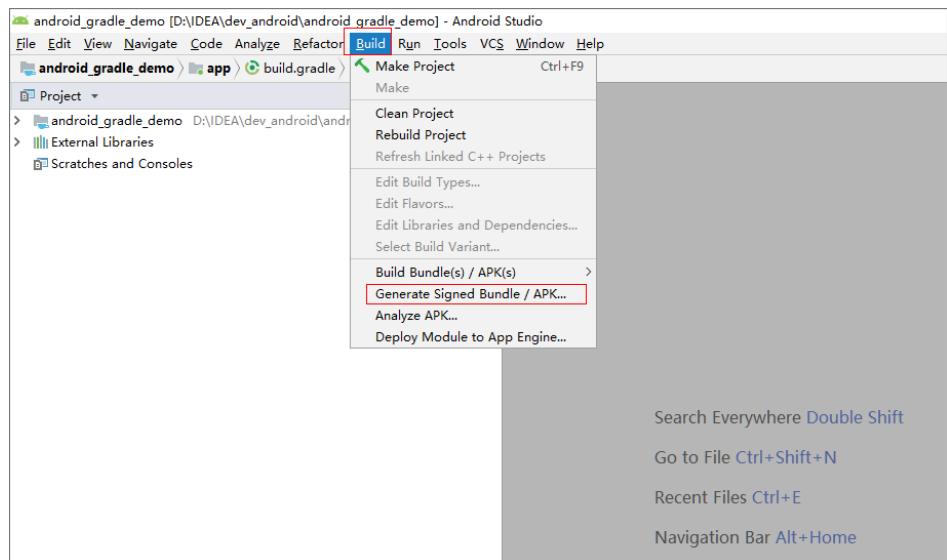 android_gradle_demo [D:\IDEA\dev_android\android_gradle_demo] - Android Studio
File Edit View Navigate Code Analyze Refactor Build Run Tools VCS Window Help
android_gradle_demo app build.gradle
Project
android_gradle_demo D:\IDEA\dev_android\andr
External Libraries
Scratches and Consoles
Make Project Ctrl+F9
Make
Clean Project
Rebuild Project
Refresh Linked C++ Projects
Edit Build Types...
Edit Flavors...
Edit Libraries and Dependencies...
Select Build Variant...
Build Bundle(s) / APK(s)
Generate Signed Bundle / APK...
Analyze APK...
Deploy Module to App Engine...
Search Everywhere Double Shift
Go to File Ctrl+Shift+N
Recent Files Ctrl+E
Navigation Bar Alt+Home